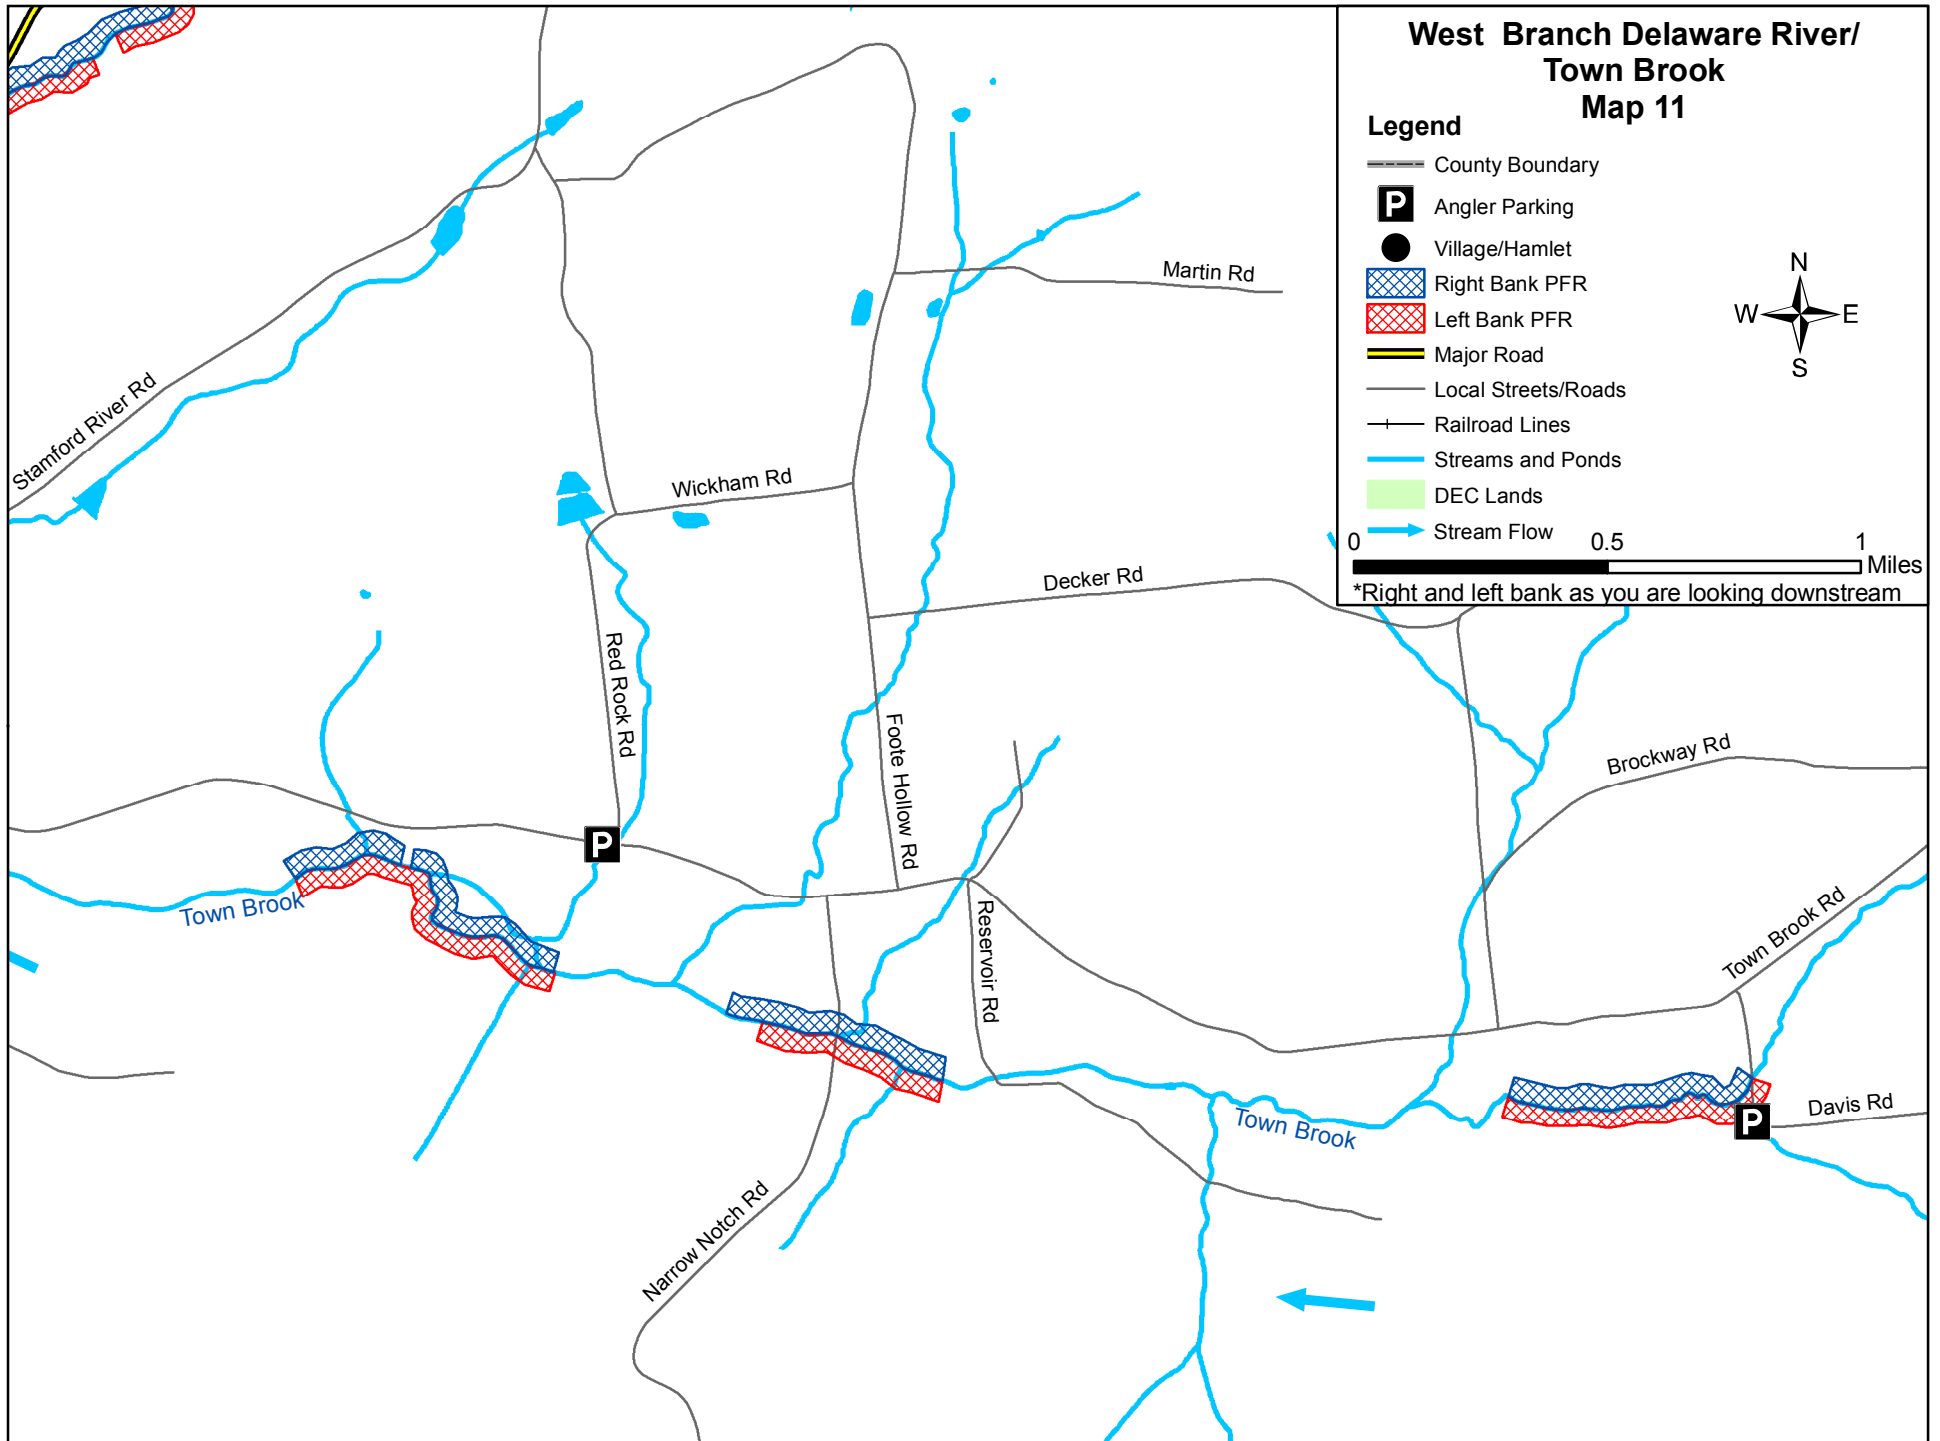 West Branch Delaware River/
Town Brook
Map 11
Legend
County Boundary
P Angler Parking
Village/Hamlet
Right Bank PFR
Left Bank PFR
Major Road
Local Streets/Roads
Railroad Lines
Streams and Ponds
DEC Lands
Stream Flow
N
W E
S
0 0.5 1
Miles
*Right and left bank as you are looking downstream
Martin Rd
Stamford River Rd
Wickham Rd
Decker Rd
Red Rock Rd
Foote Hollow Rd
Brockway Rd
P
Town Brook
Reservoir Rd
Town Brook Rd
Davis Rd
P
Town Brook
Narrow Notch Rd